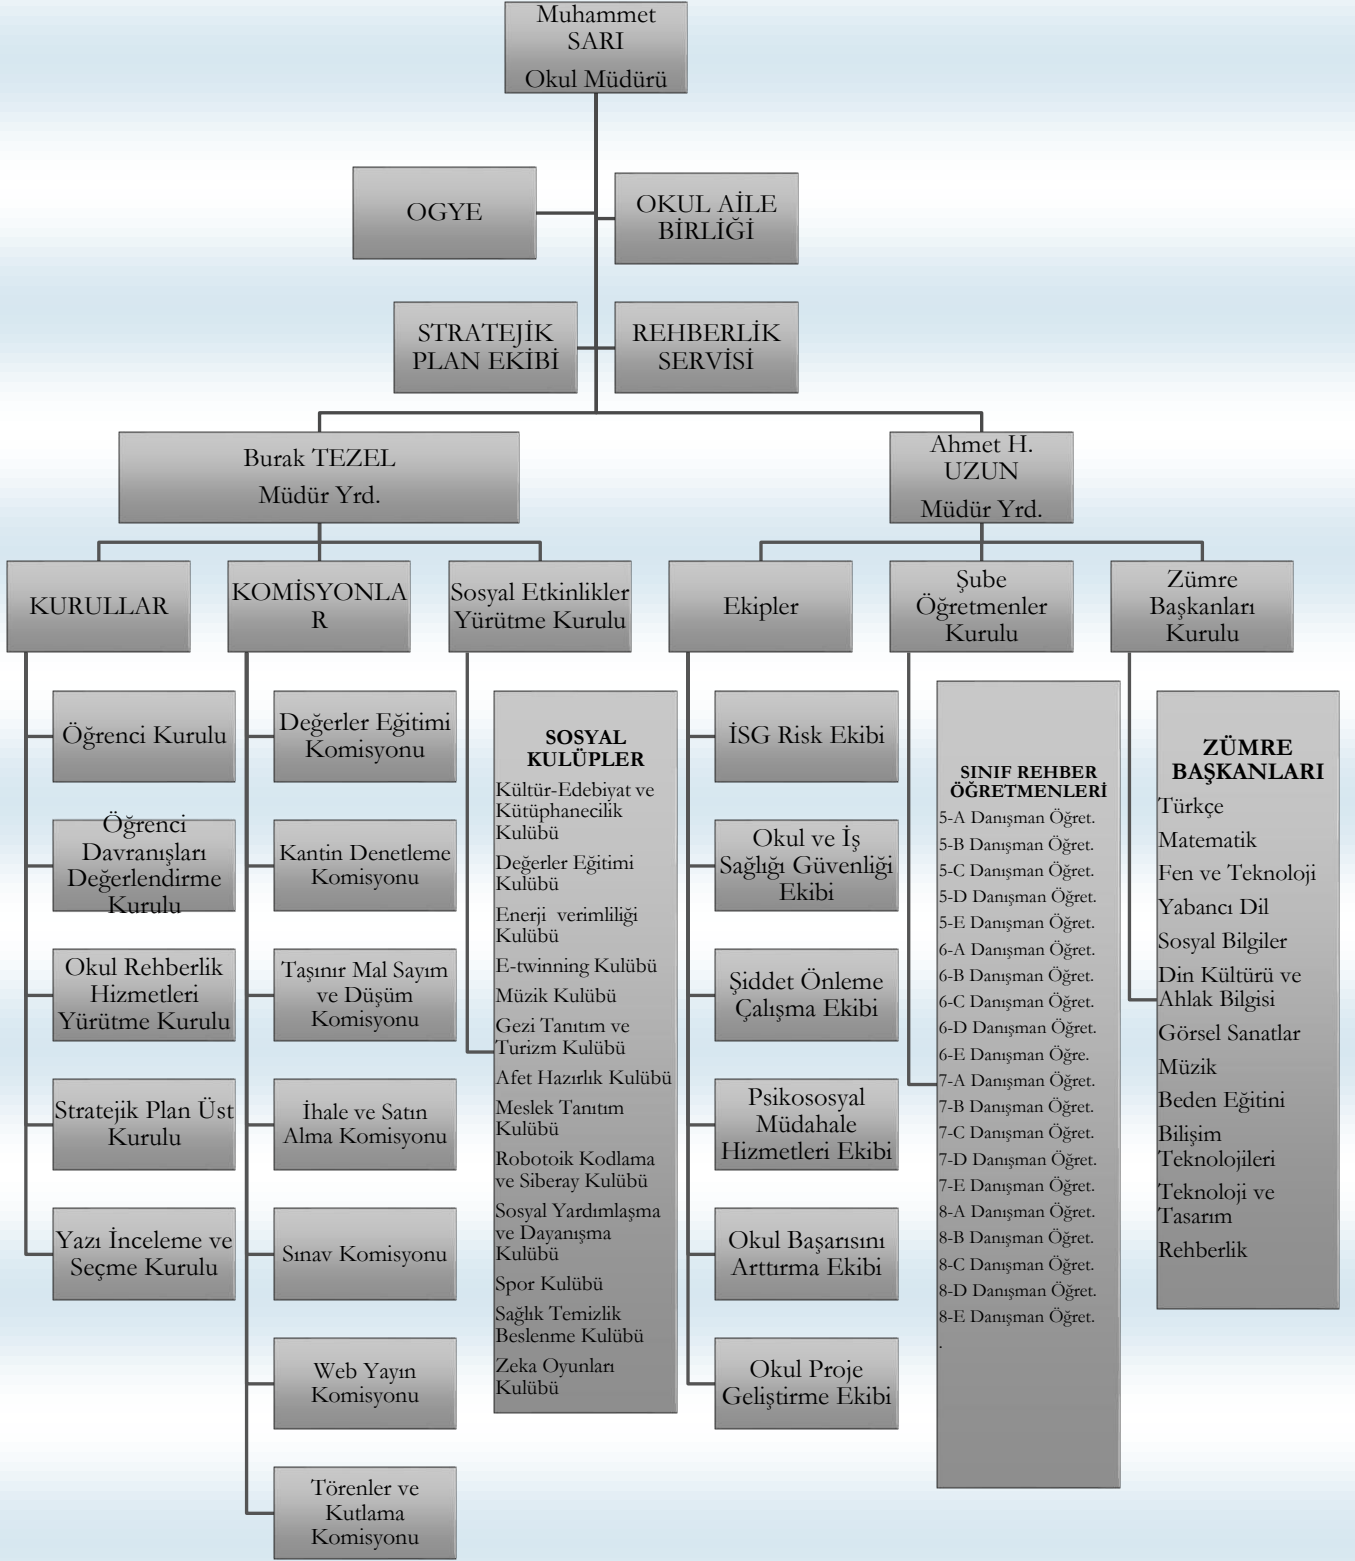 Muhammet
SARI
Okul Müdürü
OGYE
OKUL AİLE
BİRLİĞİ
STRATEJİK
PLAN EKİBİ
REHBERLİK
SERVİSİ
Burak TEZEL
Müdür Yrd.
Ahmet H.
UZUN
Müdür Yrd.
KURULLAR
KOMİSYONLA
R
Sosyal Etkinlikler
Yürütme Kurulu
Ekipler
Şube
Öğretmenler
Kurulu
Zümre
Başkanları
Kurulu
Öğrenci Kurulu
Öğrenci
Davranışları
Değerlendirme
Kurulu
Okul Rehberlik
Hizmetleri
Yürütme Kurulu
Stratejik Plan Üst
Kurulu
Yazı İnceleme ve
Seçme Kurulu
Değerler Eğitimi
Komisyonu
Kantin Denetleme
Komisyonu
Taşınır Mal Sayım
ve Düşüm
Komisyonu
İhale ve Satın
Alma Komisyonu
Sınav Komisyonu
Web Yayın
Komisyonu
Törenler ve
Kutlama
Komisyonu
SOSYAL
KULÜPLER
Kültür-Edebiyat ve
Kütüphanecilik
Kulübü
Değerler Eğitimi
Kulübü
Enerji verimliliği
Kulübü
E-twinning Kulübü
Müzik Kulübü
Gezi Tanıtım ve
Turizm Kulübü
Afet Hazırlık Kulübü
Meslek Tanıtım
Kulübü
Robotoik Kodlama
ve Siberay Kulübü
Sosyal Yardımlaşma
ve Dayanışma
Kulübü
Spor Kulübü
Sağlık Temizlik
Beslenme Kulübü
Zeka Oyunları
Kulübü
İSG Risk Ekibi
Okul ve İş
Sağlığı Güvenliği
Ekibi
Şiddet Önleme
Çalışma Ekibi
Psikososyal
Müdahale
Hizmetleri Ekibi
Okul Başarısını
Arttırma Ekibi
Okul Proje
Geliştirme Ekibi
SINIF REHBER
ÖĞRETMENLERİ
5-A Danışman Öğret.
5-B Danışman Öğret.
5-C Danışman Öğret.
5-D Danışman Öğret.
5-E Danışman Öğret.
6-A Danışman Öğret.
6-B Danışman Öğret.
6-C Danışman Öğret.
6-D Danışman Öğret.
6-E Danışman Öğre.
7-A Danışman Öğret.
7-B Danışman Öğret.
7-C Danışman Öğret.
7-D Danışman Öğret.
7-E Danışman Öğret.
8-A Danışman Öğret.
8-B Danışman Öğret.
8-C Danışman Öğret.
8-D Danışman Öğret.
8-E Danışman Öğret.
.
ZÜMRE
BAŞKANLARI
Türkçe
Matematik
Fen ve Teknoloji
Yabancı Dil
Sosyal Bilgiler
Din Kültürü ve
Ahlak Bilgisi
Görsel Sanatlar
Müzik
Beden Eğitini
Bilişim
Teknolojileri
Teknoloji ve
Tasarım
Rehberlik